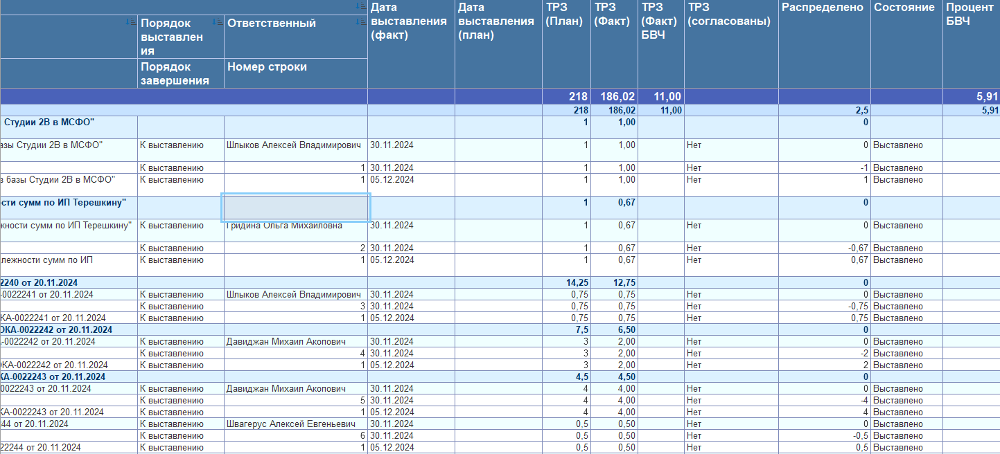 Порядок выставления
Порядок завершения
Ответственный
Номер строки
Дата выставления (факт)
Дата выставления (план)
ТРЗ (План)
ТРЗ (Факт)
ТРЗ (Факт) БВЧ
ТРЗ (согласованы)
Распределено
Состояние
Процент БВЧ
218 186,02 11,00 5,91
218 186,02 11,00 2,5 5,91
Студии 2В в МСФО" 1 1,00 0
азы Студии 2В в МСФО" К выставлению Шлыков Алексей Владимирович 30.11.2024 1 1,00 Нет 0 Выставлено
К выставлению 1 30.11.2024 1 1,00 Нет -1 Выставлено
в базы Студии 2В в МСФО" К выставлению 1 05.12.2024 1 1,00 Нет 1 Выставлено
сти сумм по ИП Терешкину" 1 0,67 0
жности сумм по ИП Терешкину" К выставлению Гридина Ольга Михайловна 30.11.2024 1 0,67 Нет 0 Выставлено
К выставлению 2 30.11.2024 1 0,67 Нет -0,67 Выставлено
лежности сумм по ИП К выставлению 1 05.12.2024 1 0,67 Нет 0,67 Выставлено
2240 от 20.11.2024 14,25 12,75 0
-0022241 от 20.11.2024 К выставлению Шлыков Алексей Владимирович 30.11.2024 0,75 0,75 Нет 0 Выставлено
К выставлению 3 30.11.2024 0,75 0,75 Нет -0,75 Выставлено
КА-0022241 от 20.11.2024 К выставлению 1 05.12.2024 0,75 0,75 Нет 0,75 Выставлено
ОКА-0022242 от 20.11.2024 7,5 6,50 0
-0022242 от 20.11.2024 К выставлению Давиджан Михаил Акопович 30.11.2024 3 2,00 Нет 0 Выставлено
К выставлению 4 30.11.2024 3 2,00 Нет -2 Выставлено
КА-0022242 от 20.11.2024 К выставлению 1 05.12.2024 3 2,00 Нет 2 Выставлено
КА-0022243 от 20.11.2024 4,5 4,50 0
0022243 от 20.11.2024 К выставлению Давиджан Михаил Акопович 30.11.2024 4 4,00 Нет 0 Выставлено
К выставлению 5 30.11.2024 4 4,00 Нет -4 Выставлено
КА-0022243 от 20.11.2024 К выставлению 1 05.12.2024 4 4,00 Нет 4 Выставлено
44 от 20.11.2024 К выставлению Швагерус Алексей Евгеньевич 30.11.2024 0,5 0,50 Нет 0 Выставлено
К выставлению 6 30.11.2024 0,5 0,50 Нет -0,5 Выставлено
22244 от 20.11.2024 К выставлению 1 05.12.2024 0,5 0,50 Нет 0,5 Выставлено